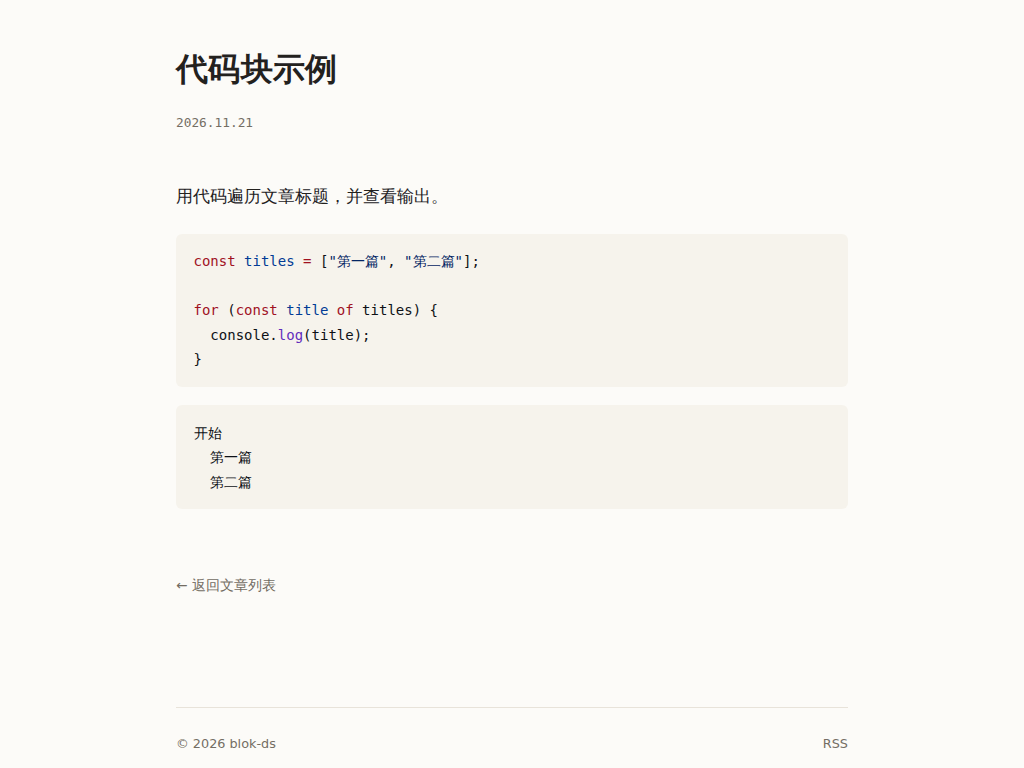 代码块示例
2026.11.21
用代码遍历文章标题，并查看输出。
const titles = ["第一篇", "第二篇"];
for (const title of titles) {
  console.log(title);
}
开始
  第一篇
  第二篇
← 返回文章列表
© 2026 blok-ds
RSS